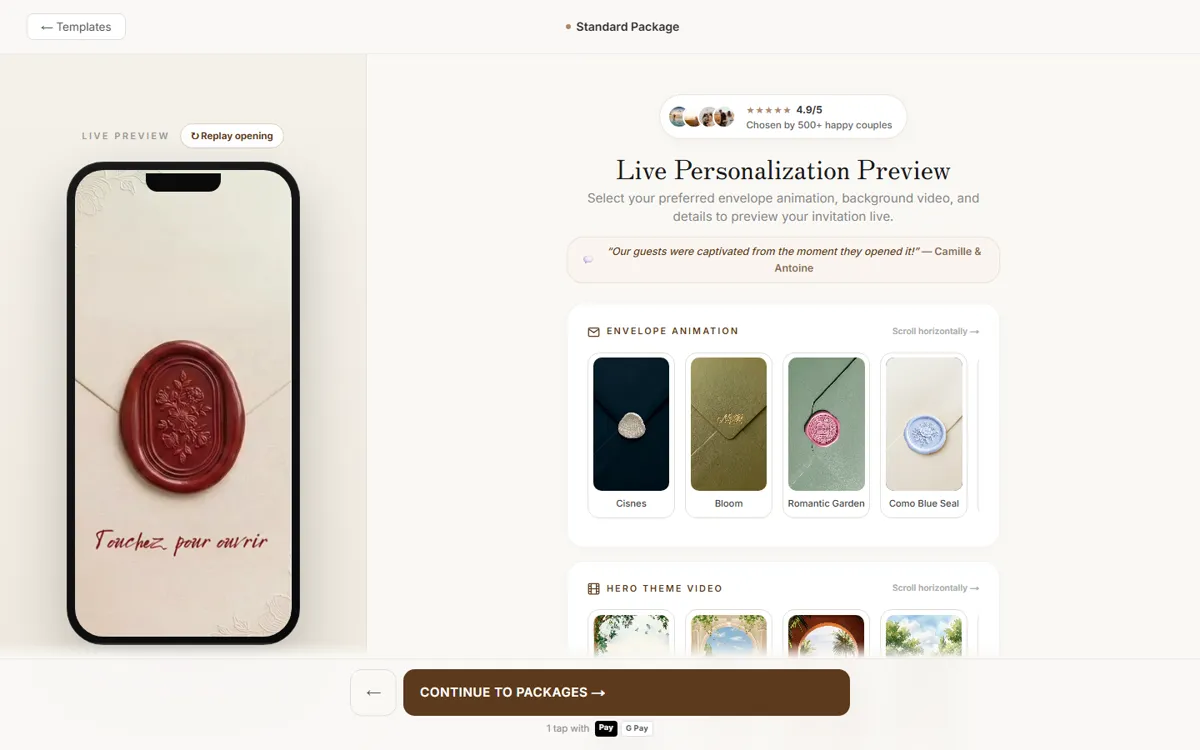 ← Templates
Standard Package
LIVE PREVIEW
↻ Replay opening
Touchez pour ouvrir
★★★★★ 4.9/5
Chosen by 500+ happy couples
Live Personalization Preview
Select your preferred envelope animation, background video, and
details to preview your invitation live.
“Our guests were captivated from the moment they opened it!” — Camille &
Antoine
ENVELOPE ANIMATION
Scroll horizontally →
Cisnes
Bloom
Romantic Garden
Como Blue Seal
HERO THEME VIDEO
Scroll horizontally →
←
CONTINUE TO PACKAGES →
1 tap with
Pay
G Pay